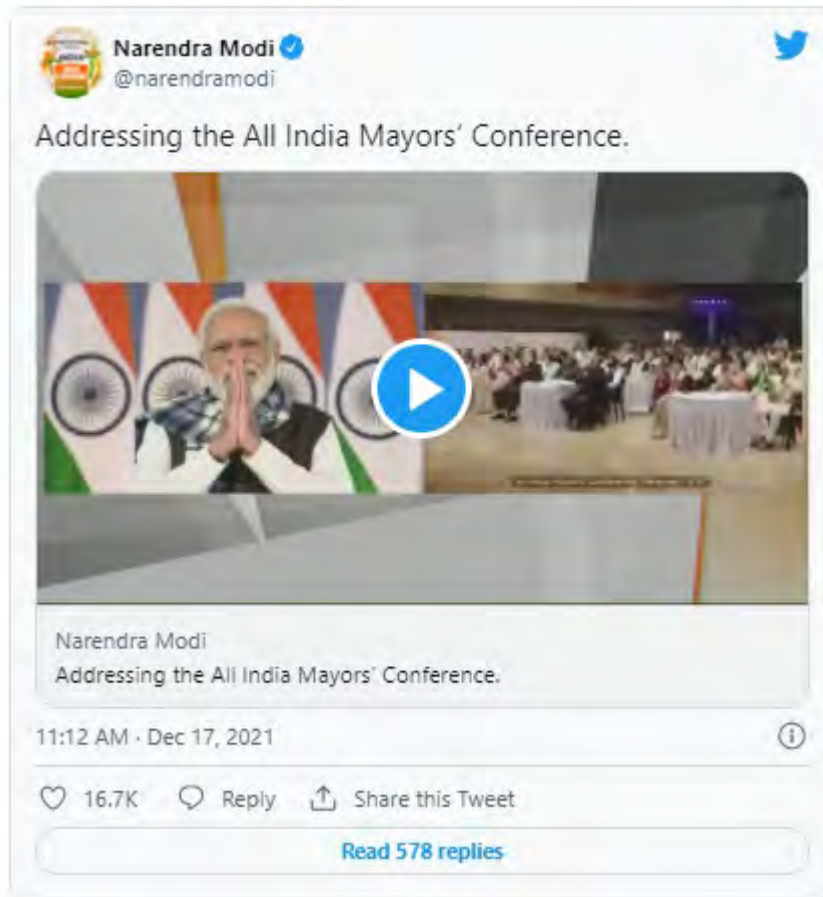 Narendra Modi
@narendramodi
Addressing the All India Mayors' Conference.
Narendra Modi
Addressing the All India Mayors' Conference.
11:12 AM · Dec 17, 2021
16.7K Reply Share this Tweet
Read 578 replies